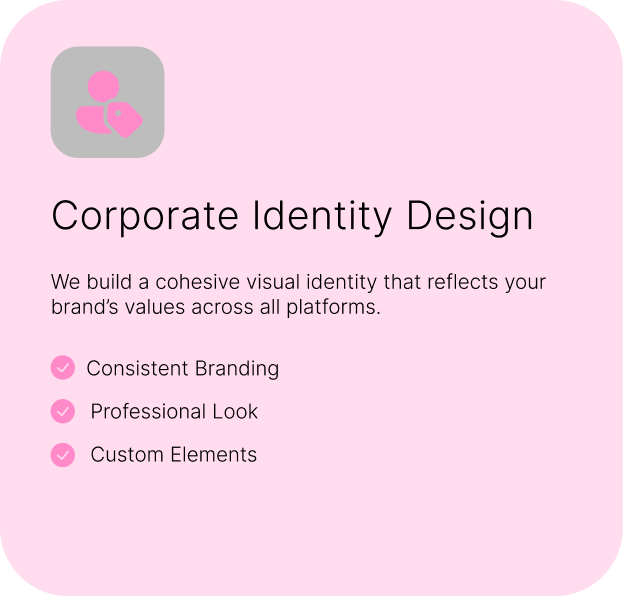 Corporate Identity Design
We build a cohesive visual identity that reflects your
brand’s values across all platforms.
Consistent Branding
Professional Look
Custom Elements